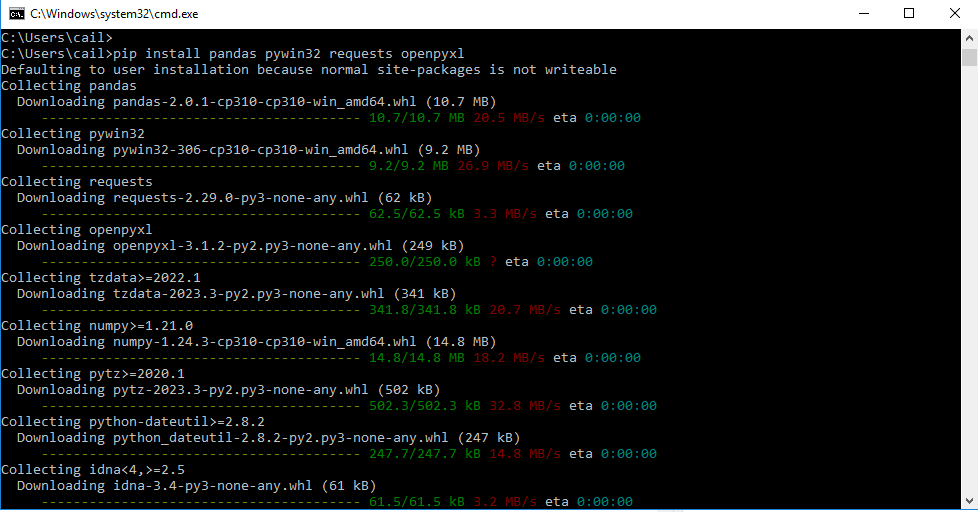 C:\Windows\system32\cmd.exe
C:\Users\cail>
C:\Users\cail>pip install pandas pywin32 requests openpyxl
Defaulting to user installation because normal site-packages is not writeable
Collecting pandas
  Downloading pandas-2.0.1-cp310-cp310-win_amd64.whl (10.7 MB)
     ---------------------------------------- 10.7/10.7 MB 20.5 MB/s eta 0:00:00
Collecting pywin32
  Downloading pywin32-306-cp310-cp310-win_amd64.whl (9.2 MB)
     ---------------------------------------- 9.2/9.2 MB 26.9 MB/s eta 0:00:00
Collecting requests
  Downloading requests-2.29.0-py3-none-any.whl (62 kB)
     ---------------------------------------- 62.5/62.5 kB 3.3 MB/s eta 0:00:00
Collecting openpyxl
  Downloading openpyxl-3.1.2-py2.py3-none-any.whl (249 kB)
     ---------------------------------------- 250.0/250.0 kB ? eta 0:00:00
Collecting tzdata>=2022.1
  Downloading tzdata-2023.3-py2.py3-none-any.whl (341 kB)
     ---------------------------------------- 341.8/341.8 kB 20.7 MB/s eta 0:00:00
Collecting numpy>=1.21.0
  Downloading numpy-1.24.3-cp310-cp310-win_amd64.whl (14.8 MB)
     ---------------------------------------- 14.8/14.8 MB 18.2 MB/s eta 0:00:00
Collecting pytz>=2020.1
  Downloading pytz-2023.3-py2.py3-none-any.whl (502 kB)
     ---------------------------------------- 502.3/502.3 kB 32.8 MB/s eta 0:00:00
Collecting python-dateutil>=2.8.2
  Downloading python_dateutil-2.8.2-py2.py3-none-any.whl (247 kB)
     ---------------------------------------- 247.7/247.7 kB 14.8 MB/s eta 0:00:00
Collecting idna<4,>=2.5
  Downloading idna-3.4-py3-none-any.whl (61 kB)
     ---------------------------------------- 61.5/61.5 kB 3.2 MB/s eta 0:00:00